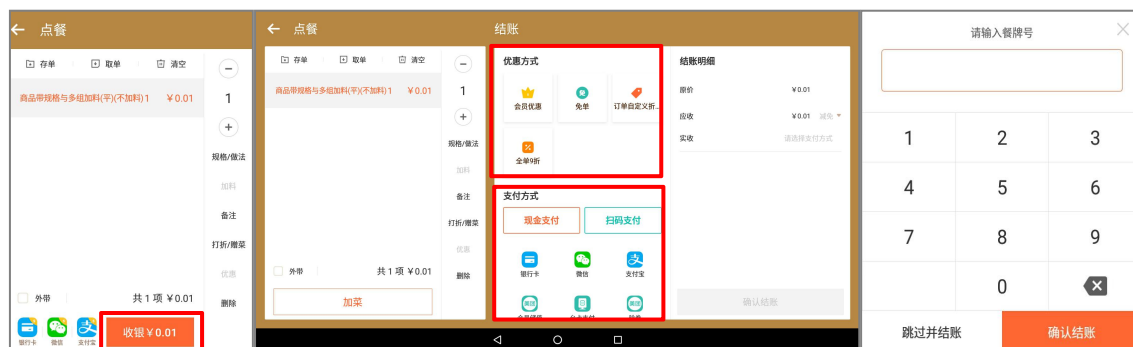 点餐
存单 取单 清空
商品带规格与多组加料(平)(不加料) 1 ￥0.01
1
规格/做法
加料
备注
打折/赠菜
优惠
删除
外带 共 1 项 ￥0.01
银行卡 微信 支付宝
收银￥0.01
点餐
存单 取单 清空
商品带规格与多组加料(平)(不加料) 1 ￥0.01
1
规格/做法
加料
备注
打折/赠菜
优惠
删除
外带 共 1 项 ￥0.01
加菜
结账
优惠方式
会员优惠 免单 订单自定义折...
全单9折
支付方式
现金支付 扫码支付
银行卡 微信 支付宝
结账明细
原价 ￥0.01
应收 ￥0.01 减免
实收 请选择支付方式
确认结账
请输入餐牌号
1 2 3
4 5 6
7 8 9
0
跳过并结账 确认结账